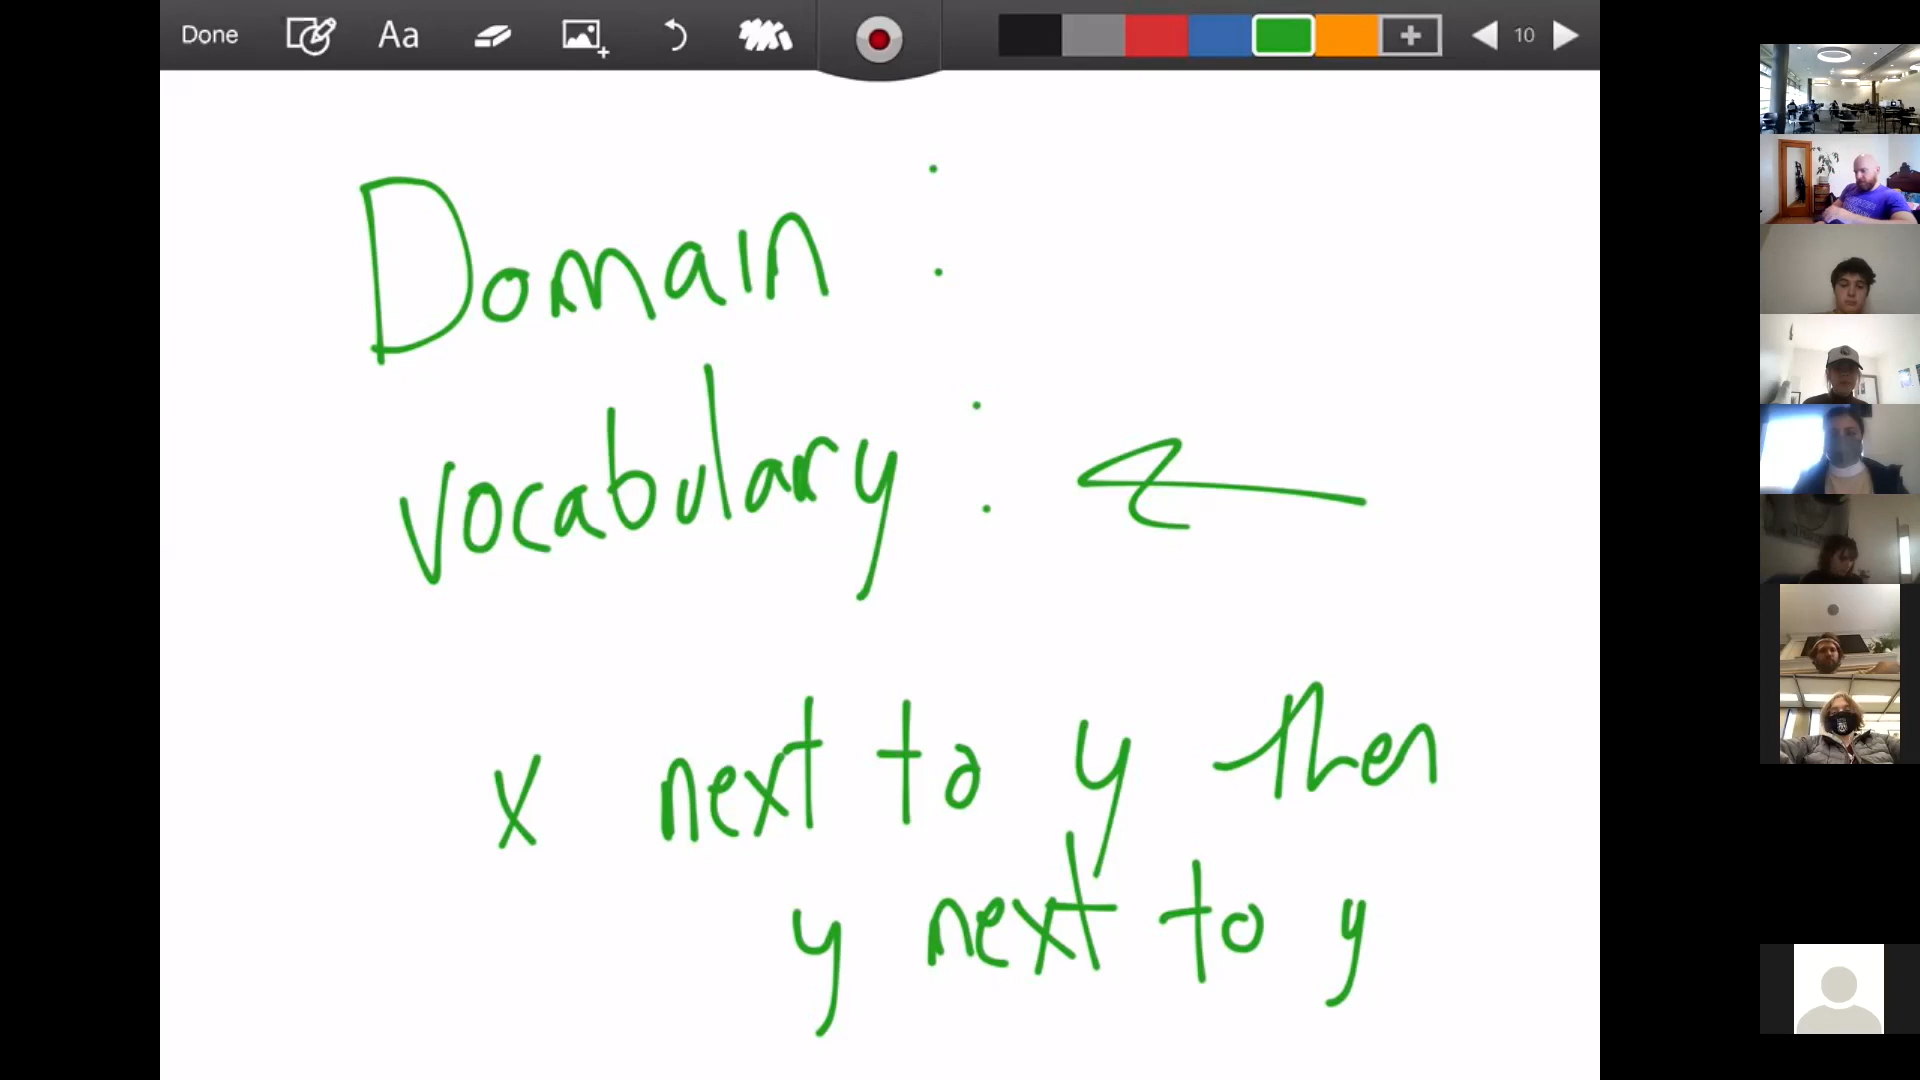 Done Aa 10
Domain :
vocabulary :
x next to y then
y next to y